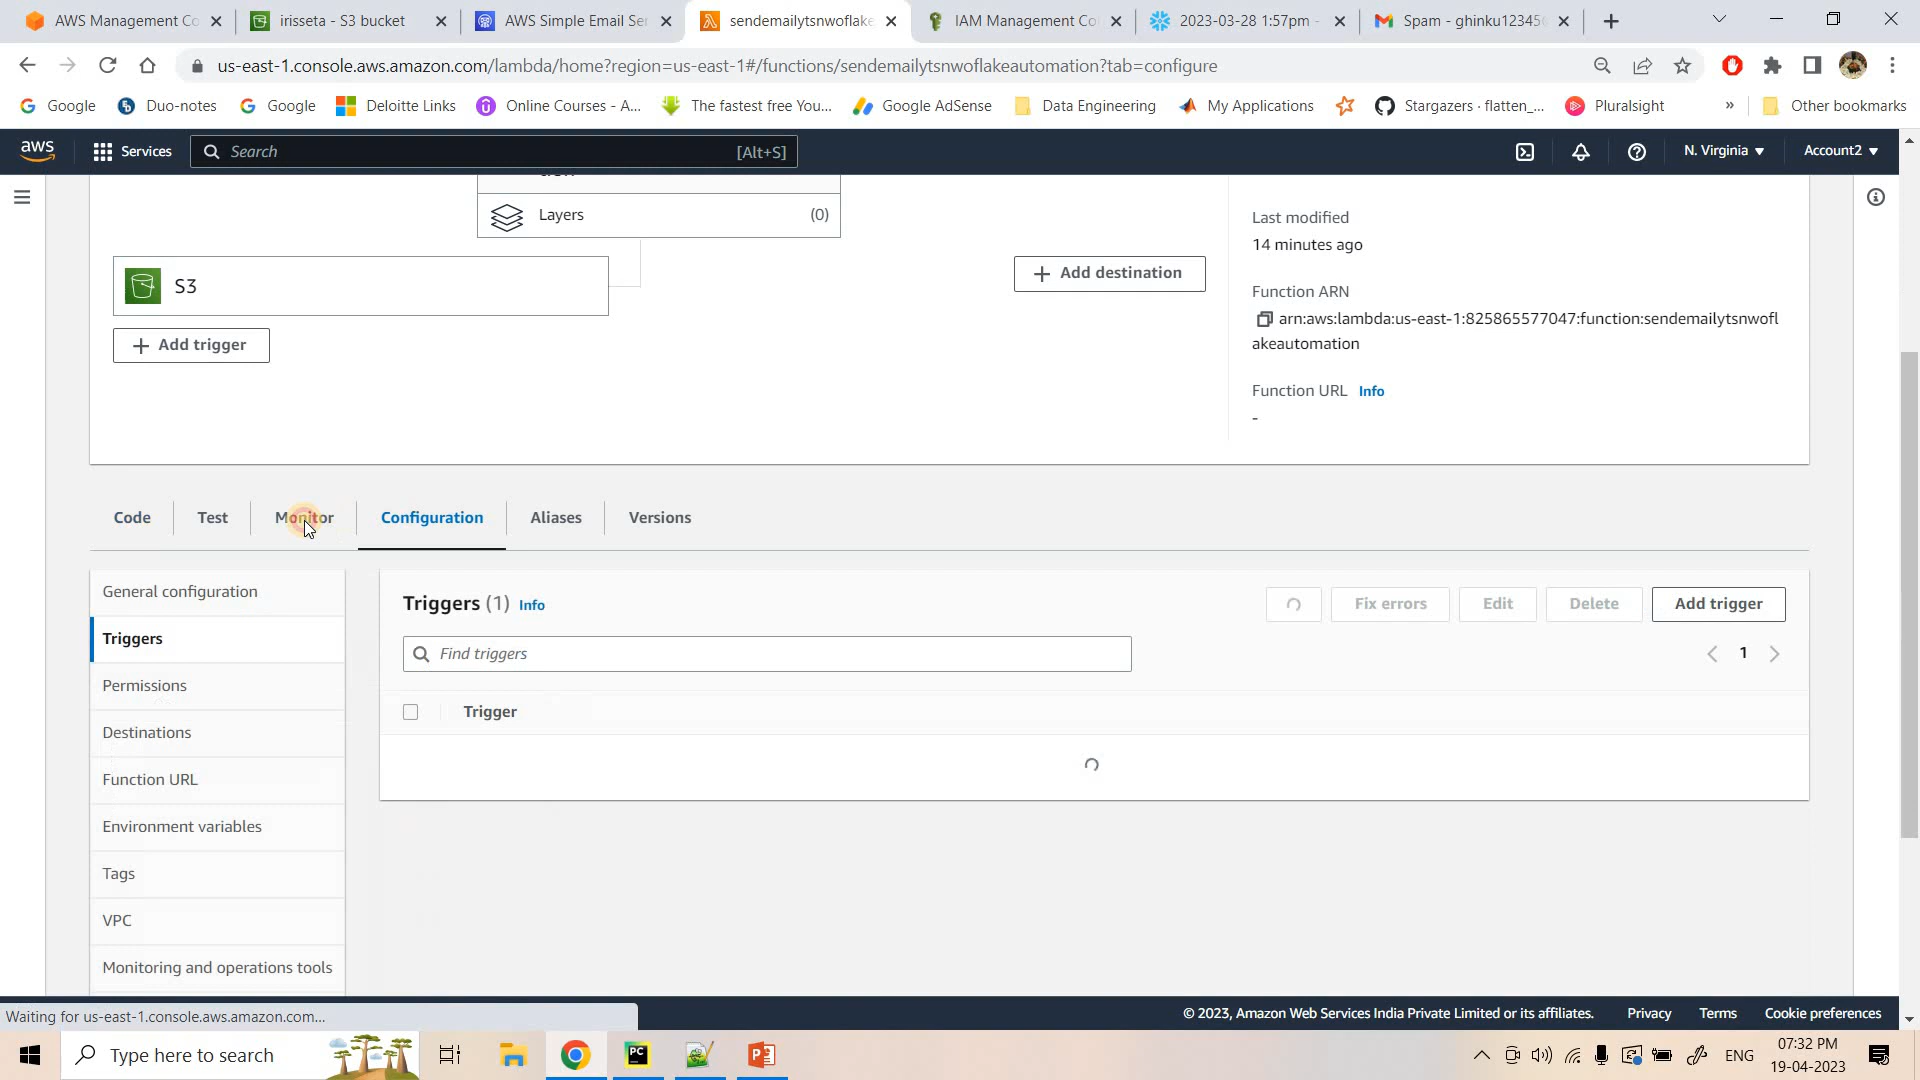 AWS Management Co
irisseta - S3 bucket
AWS Simple Email Se
sendemailytsnwoflake
IAM Management Co
2023-03-28 1:57pm -
Spam - ghinku12345
us-east-1.console.aws.amazon.com/lambda/home?region=us-east-1#/functions/sendemailytsnwoflakeautomation?tab=configure
Google
Duo-notes
Google
Deloitte Links
Online Courses - A...
The fastest free You...
Google AdSense
Data Engineering
My Applications
Stargazers · flatten_...
Pluralsight
»
Other bookmarks
aws
Services
Search
[Alt+S]
N. Virginia
Account2
Layers
(0)
Last modified
14 minutes ago
S3
Add destination
Function ARN
arn:aws:lambda:us-east-1:825865577047:function:sendemailytsnwofl
akeautomation
Add trigger
Function URL Info
-
Code
Test
Monitor
Configuration
Aliases
Versions
General configuration
Triggers
Permissions
Destinations
Function URL
Environment variables
Tags
VPC
Monitoring and operations tools
Triggers (1) Info
Fix errors
Edit
Delete
Add trigger
Find triggers
1
Trigger
Waiting for us-east-1.console.aws.amazon.com...
© 2023, Amazon Web Services India Private Limited or its affiliates.
Privacy
Terms
Cookie preferences
Type here to search
PC
ENG
07:32 PM
19-04-2023